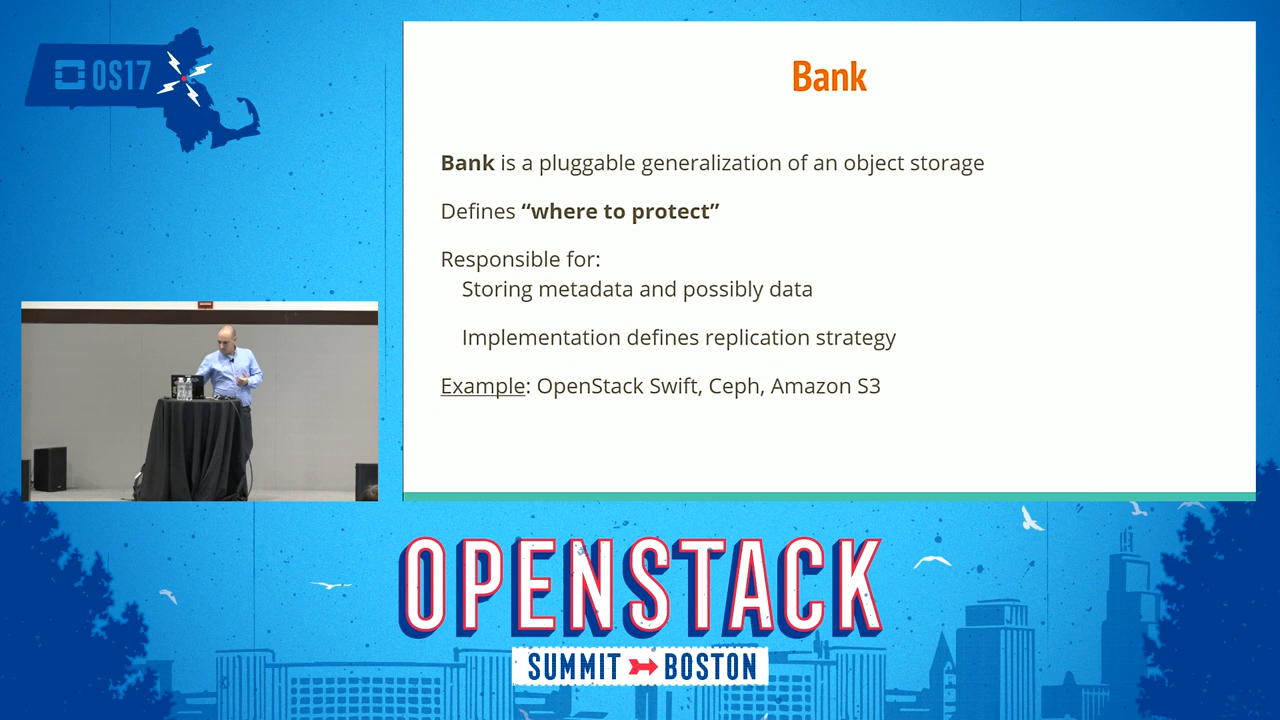 OS17
Bank
Bank is a pluggable generalization of an object storage
Defines “where to protect”
Responsible for:
Storing metadata and possibly data
Implementation defines replication strategy
Example: OpenStack Swift, Ceph, Amazon S3
OPENSTACK
SUMMIT BOSTON